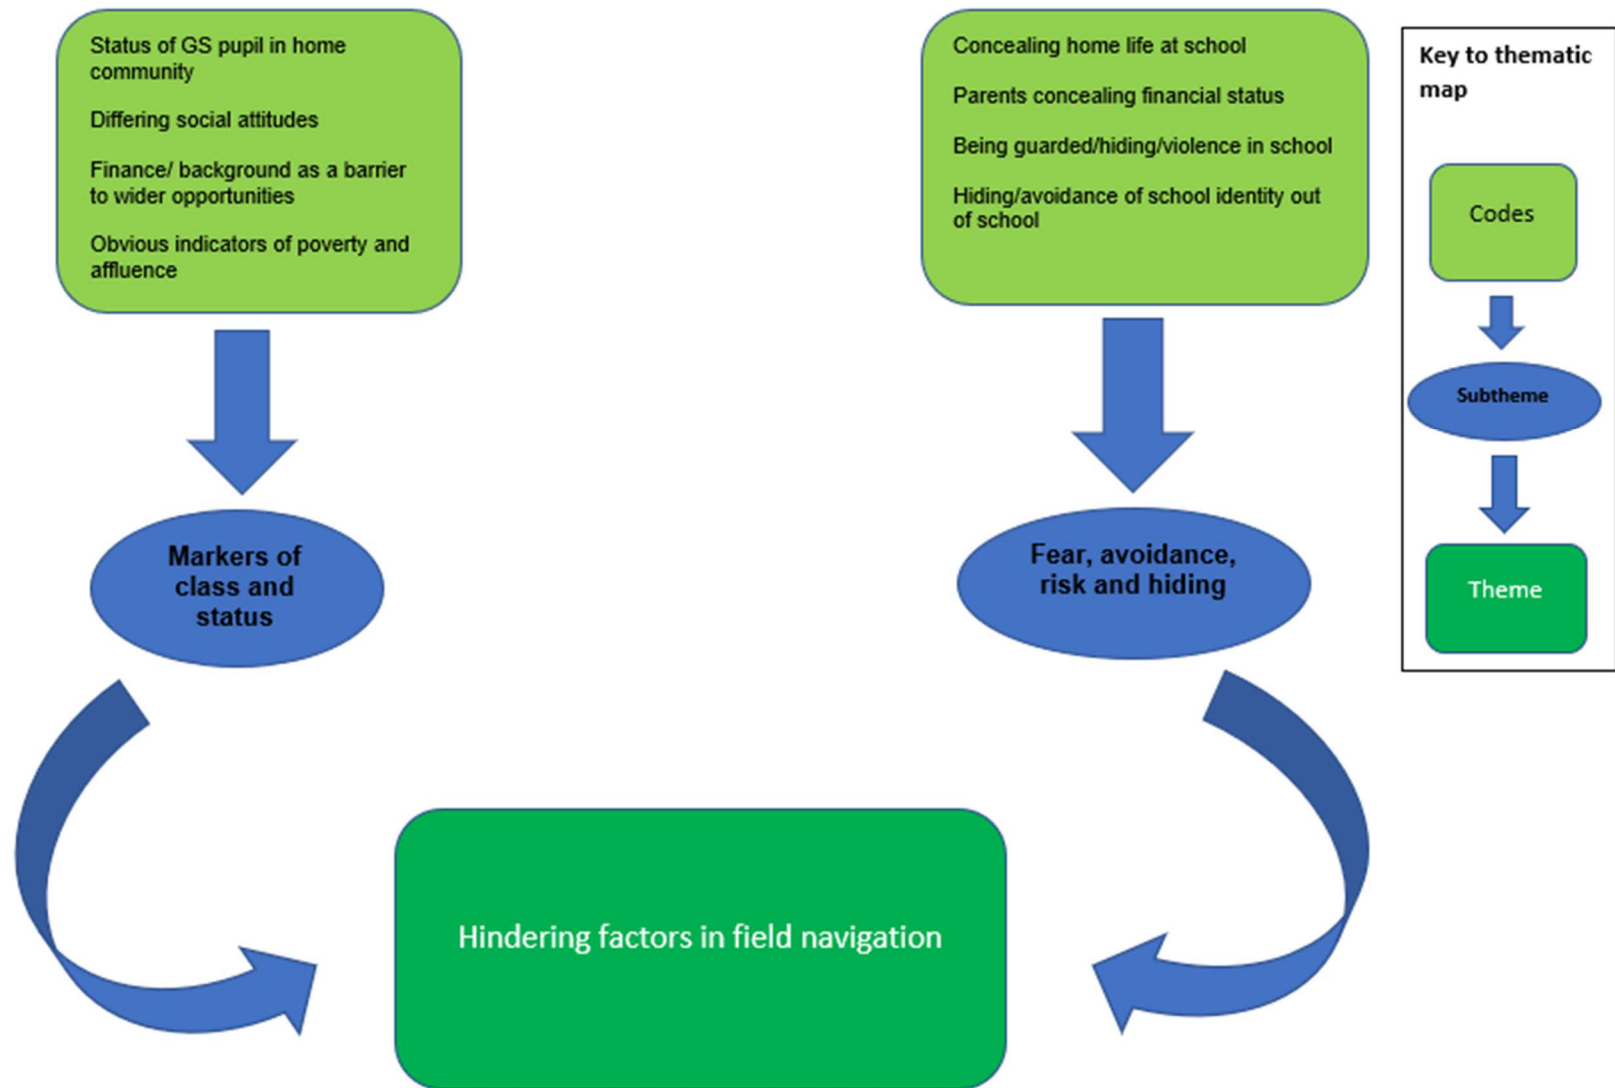 Status of GS pupil in home
community
Differing social attitudes
Finance/ background as a barrier
to wider opportunities
Obvious indicators of poverty and
affluence
Concealing home life at school
Parents concealing financial status
Being guarded/hiding/violence in school
Hiding/avoidance of school identity out
of school
Key to thematic
map
Codes
Subtheme
Theme
Markers of
class and
status
Fear, avoidance,
risk and hiding
Hindering factors in field navigation